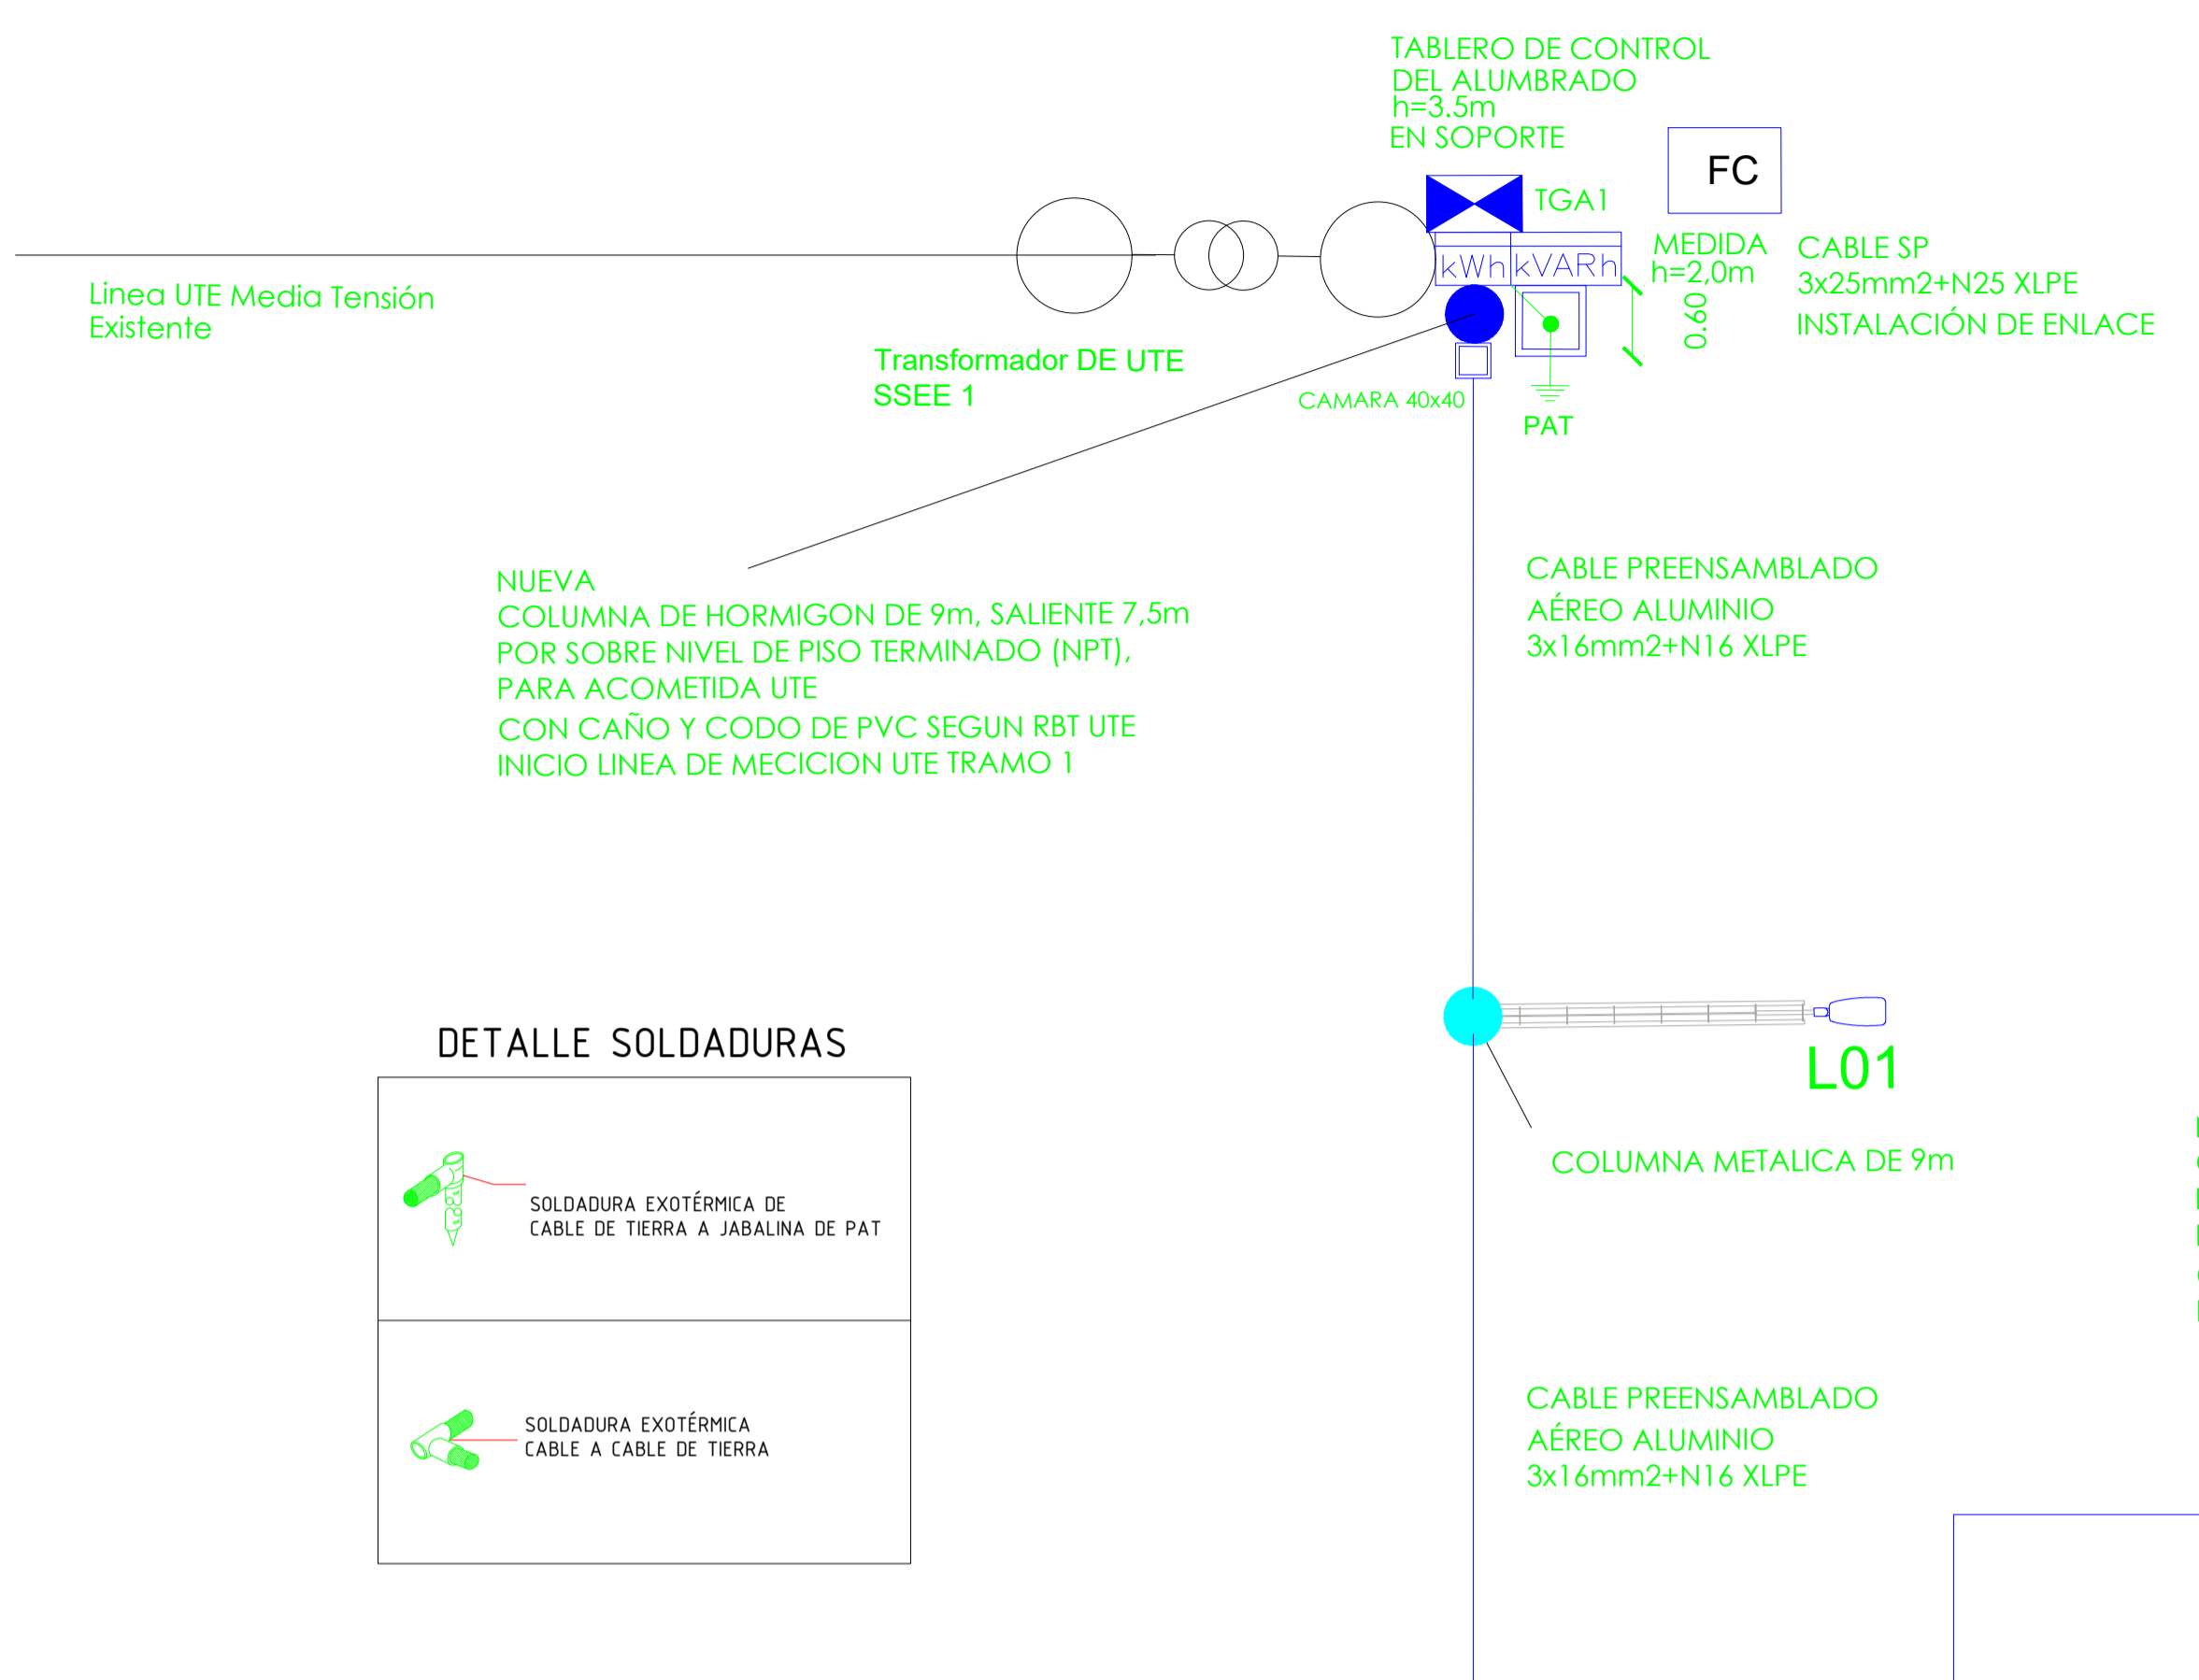 TABLERO DE CONTROL
DEL ALUMBRADO
h=3.5m
EN SOPORTE
FC
TGA1
kWh
kVARh
MEDIDA
h=2,0m
0.60
CABLE SP
3x25mm2+N25 XLPE
INSTALACIÓN DE ENLACE
Linea UTE Media Tensión
Existente
Transformador DE UTE
SSEE 1
CAMARA 40x40
PAT
NUEVA
COLUMNA DE HORMIGON DE 9m, SALIENTE 7,5m
POR SOBRE NIVEL DE PISO TERMINADO (NPT),
PARA ACOMETIDA UTE
CON CAÑO Y CODO DE PVC SEGUN RBT UTE
INICIO LINEA DE MECICION UTE TRAMO 1
CABLE PREENSAMBLADO
AÉREO ALUMINIO
3x16mm2+N16 XLPE
L01
COLUMNA METALICA DE 9m
DETALLE SOLDADURAS
SOLDADURA EXOTÉRMICA DE
CABLE DE TIERRA A JABALINA DE PAT
SOLDADURA EXOTÉRMICA
CABLE A CABLE DE TIERRA
CABLE PREENSAMBLADO
AÉREO ALUMINIO
3x16mm2+N16 XLPE